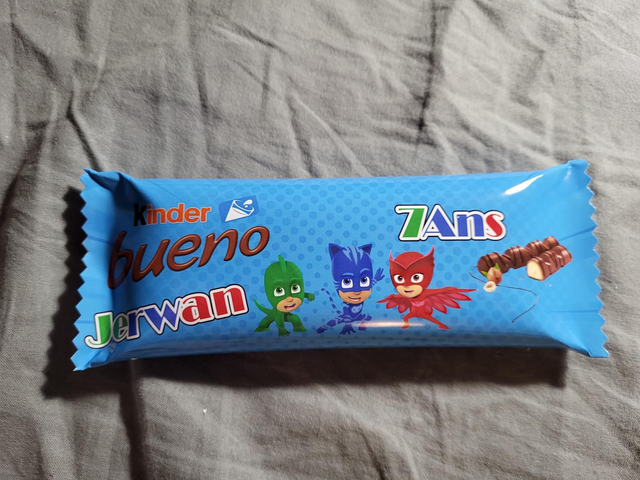 kinder
bueno
Jerwan
7Ans